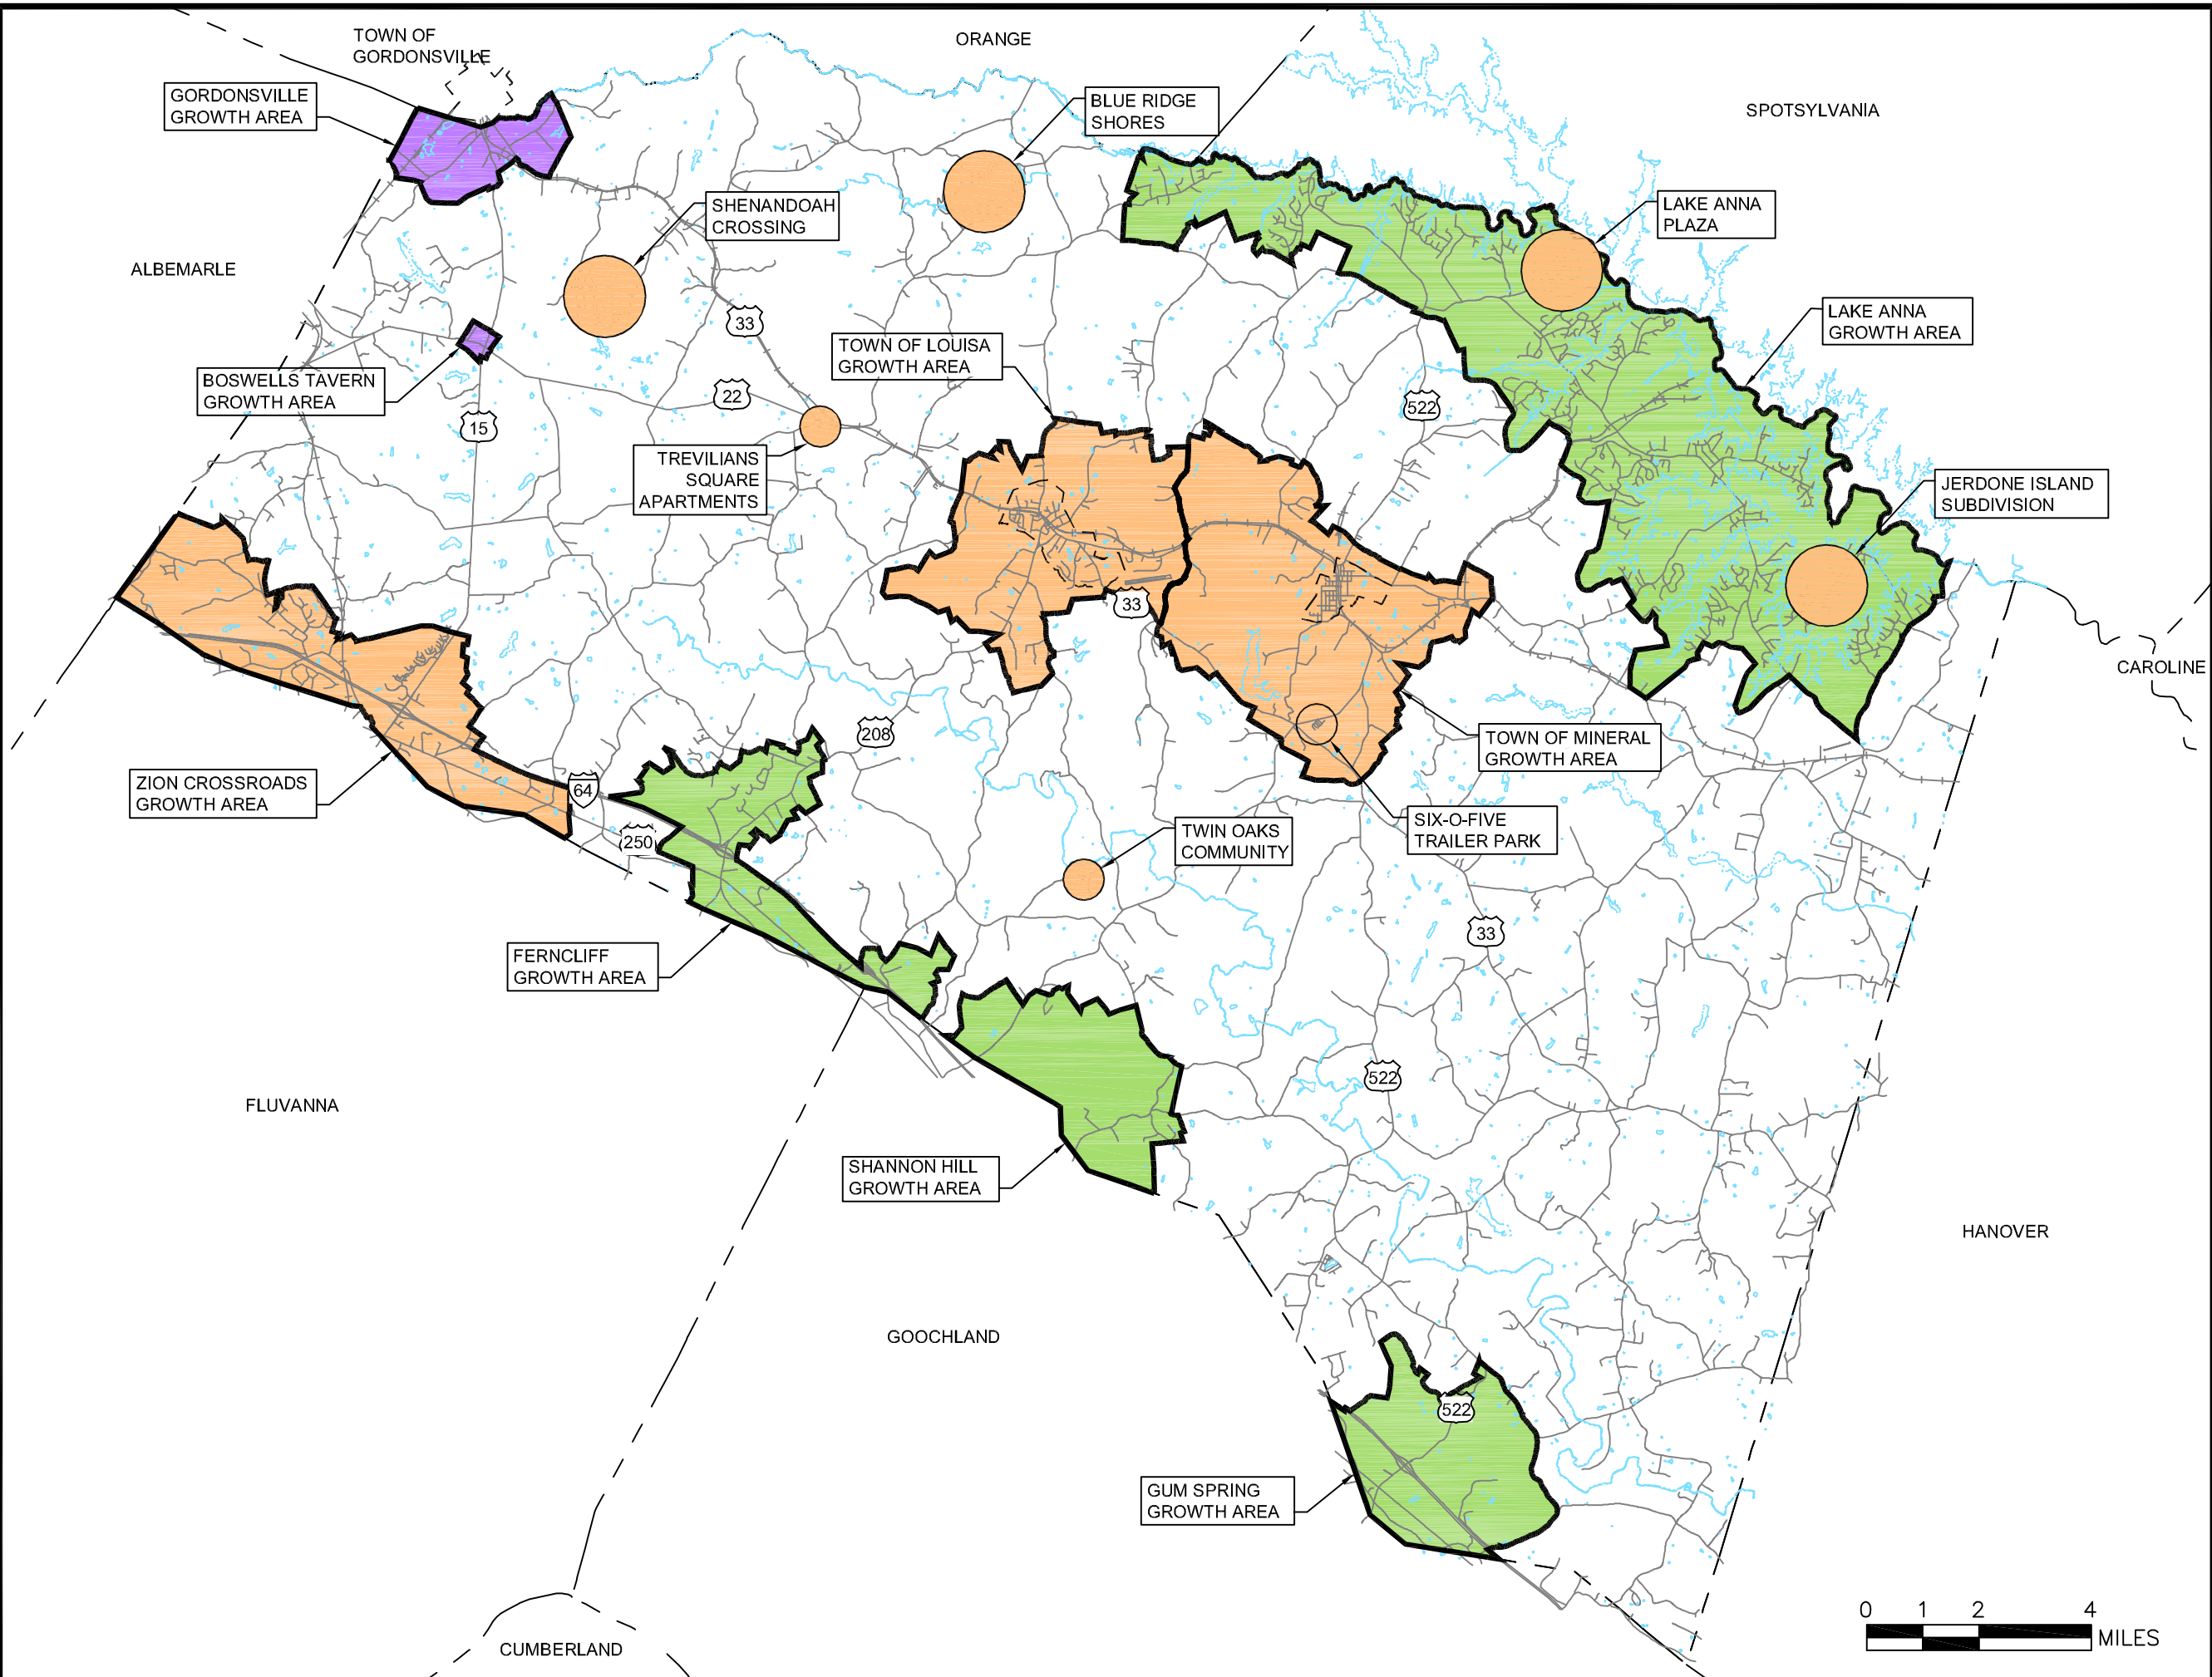 TOWN OF
GORDONSVILLE
ORANGE
SPOTSYLVANIA
GORDONSVILLE
GROWTH AREA
BLUE RIDGE
SHORES
SHENANDOAH
CROSSING
LAKE ANNA
PLAZA
ALBEMARLE
33
LAKE ANNA
GROWTH AREA
TOWN OF LOUISA
GROWTH AREA
BOSWELLS TAVERN
GROWTH AREA
22
522
15
TREVILIANS
SQUARE
APARTMENTS
JERDONE ISLAND
SUBDIVISION
33
CAROLINE
208
TOWN OF MINERAL
GROWTH AREA
ZION CROSSROADS
GROWTH AREA
64
250
TWIN OAKS
COMMUNITY
SIX-O-FIVE
TRAILER PARK
33
FERNCLIFF
GROWTH AREA
522
FLUVANNA
SHANNON HILL
GROWTH AREA
HANOVER
GOOCHLAND
522
GUM SPRING
GROWTH AREA
0 1 2 4
MILES
CUMBERLAND